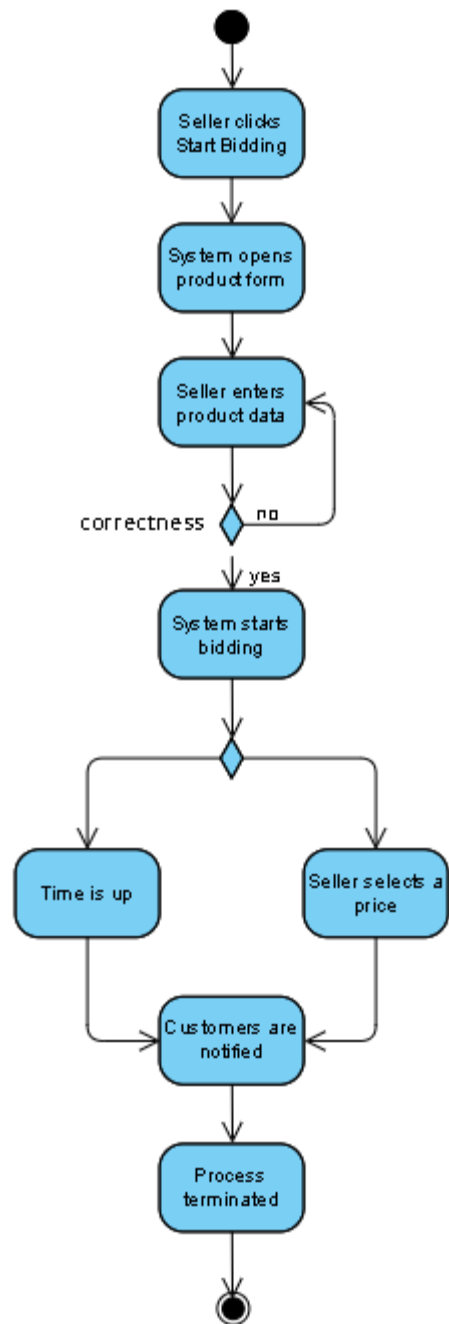 Seller clicks
Start Bidding
System opens
product form
Seller enters
product data
correctness
no
yes
System starts
bidding
Time is up
Seller selects a
price
Customers are
notified
Process
terminated